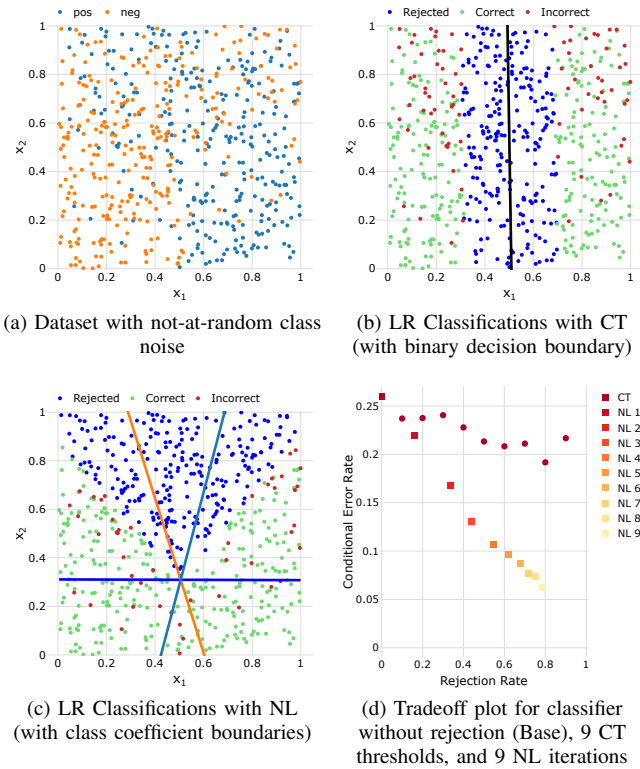 pos neg
1
0.8
0.6
0.4
0.2
0
x2
0 0.2 0.4 0.6 0.8 1
x1
(a) Dataset with not-at-random class
noise
Rejected Correct Incorrect
1
0.8
0.6
0.4
0.2
0
x2
0 0.2 0.4 0.6 0.8 1
x1
(b) LR Classifications with CT
(with binary decision boundary)
Rejected Correct Incorrect
1
0.8
0.6
0.4
0.2
0
x2
0 0.2 0.4 0.6 0.8 1
x1
(c) LR Classifications with NL
(with class coefficient boundaries)
0.25
0.2
0.15
0.1
0.05
0
Conditional Error Rate
0 0.2 0.4 0.6 0.8 1
Rejection Rate
CT
NL 1
NL 2
NL 3
NL 4
NL 5
NL 6
NL 7
NL 8
NL 9
(d) Tradeoff plot for classifier
without rejection (Base), 9 CT
thresholds, and 9 NL iterations